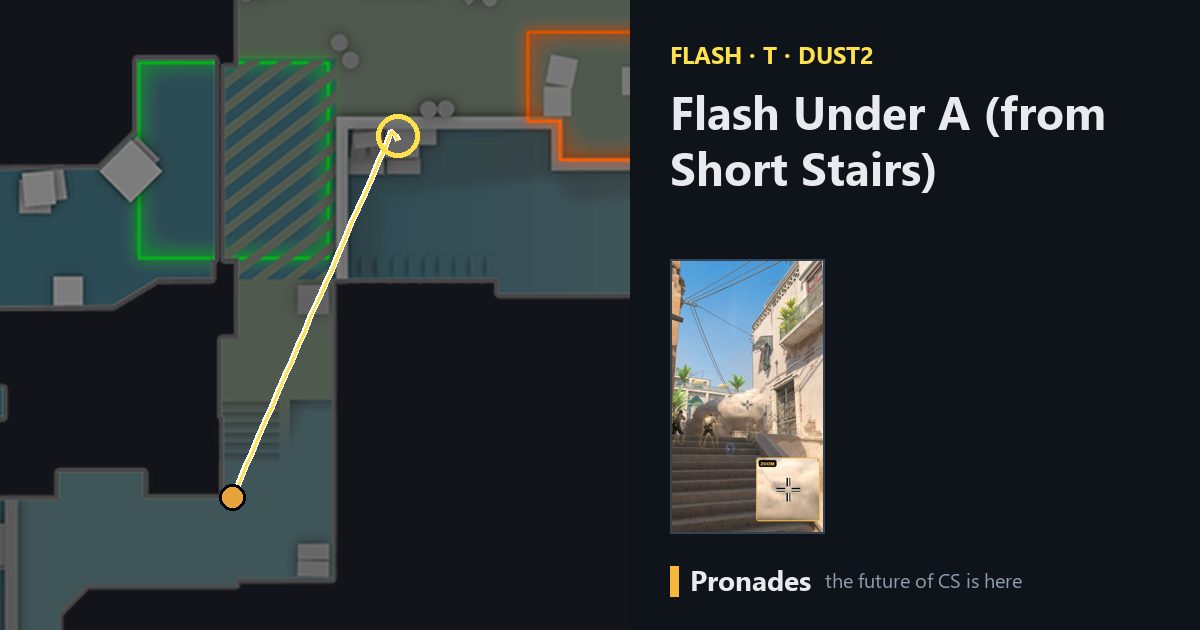 FLASH · T · DUST2
Flash Under A (from
Short Stairs)
ZOOM
Pronades the future of CS is here